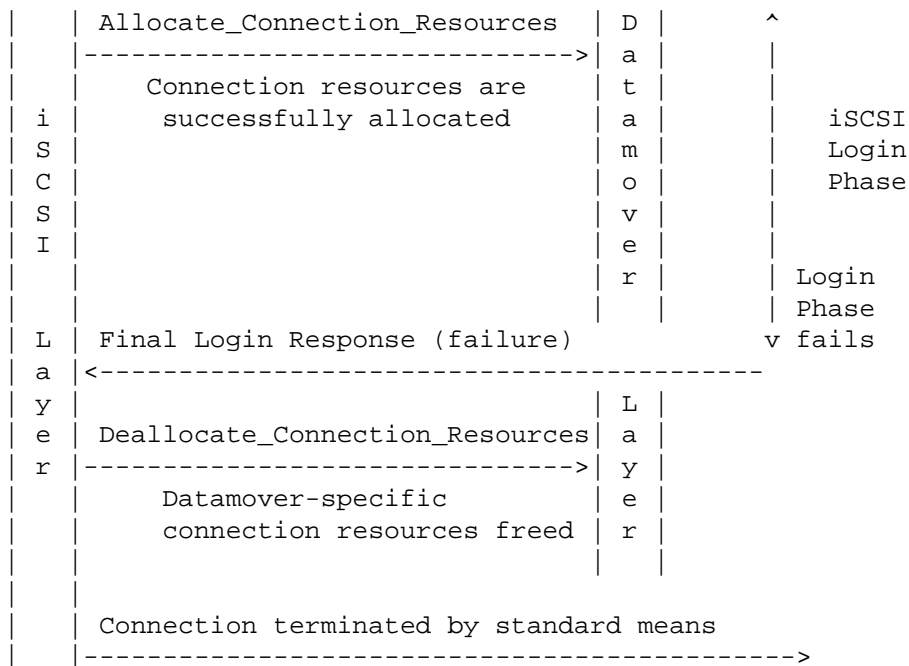 |    | Allocate_Connection_Resources  | D |      ^
|    |------------------------------->| a |      |
|    |    Connection resources are    | t |      |
| i  |     successfully allocated     | a |      |   iSCSI
| S  |                                | m |      |   Login
| C  |                                | o |      |   Phase
| S  |                                | v |      |
| I  |                                | e |      |
|    |                                | r |      | Login
|    |                                |   |      | Phase
| L  | Final Login Response (failure)             v fails
| a  |<------------------------------------------
| y  |                                | L |
| e  | Deallocate_Connection_Resources| a |
| r  |------------------------------->| y |
|    |     Datamover-specific         | e |
|    |     connection resources freed | r |
|    |                                |   |
|    |
|    | Connection terminated by standard means
|    |--------------------------------------------->